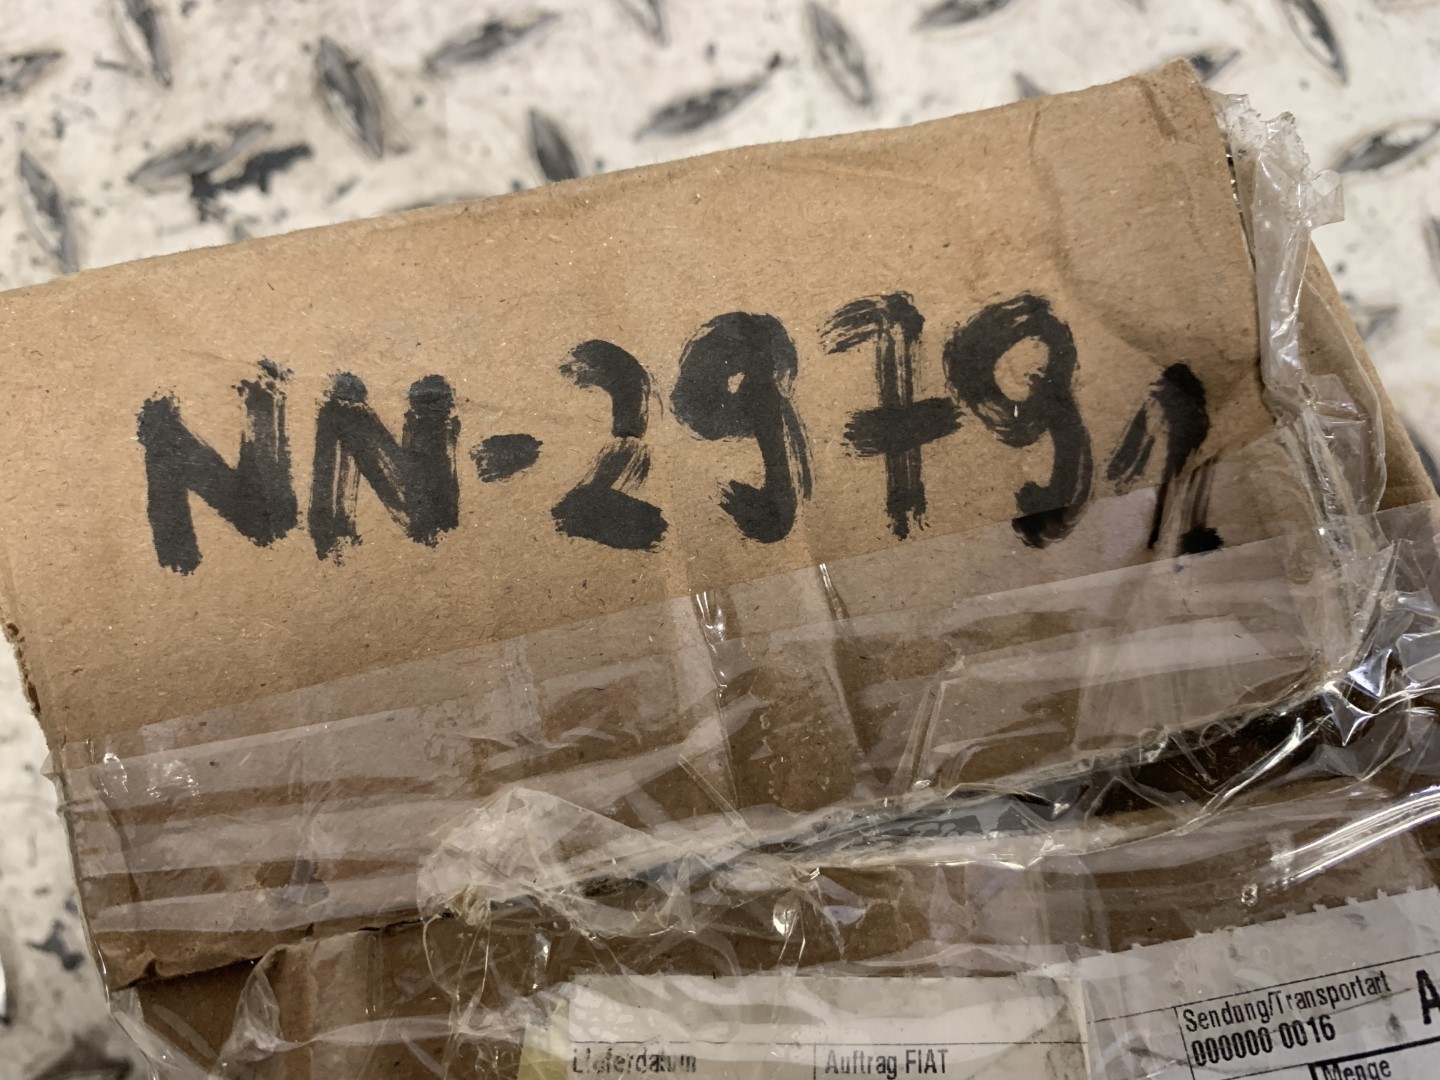 NN-29791
Sendung/Transportart
000000 0016
Lieferdatum
Auftrag FIAT
Menge